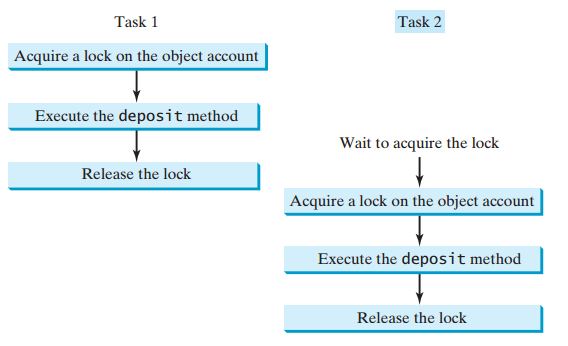 Task 1
Task 2
Acquire a lock on the object account
Execute the deposit method
Release the lock
Wait to acquire the lock
Acquire a lock on the object account
Execute the deposit method
Release the lock